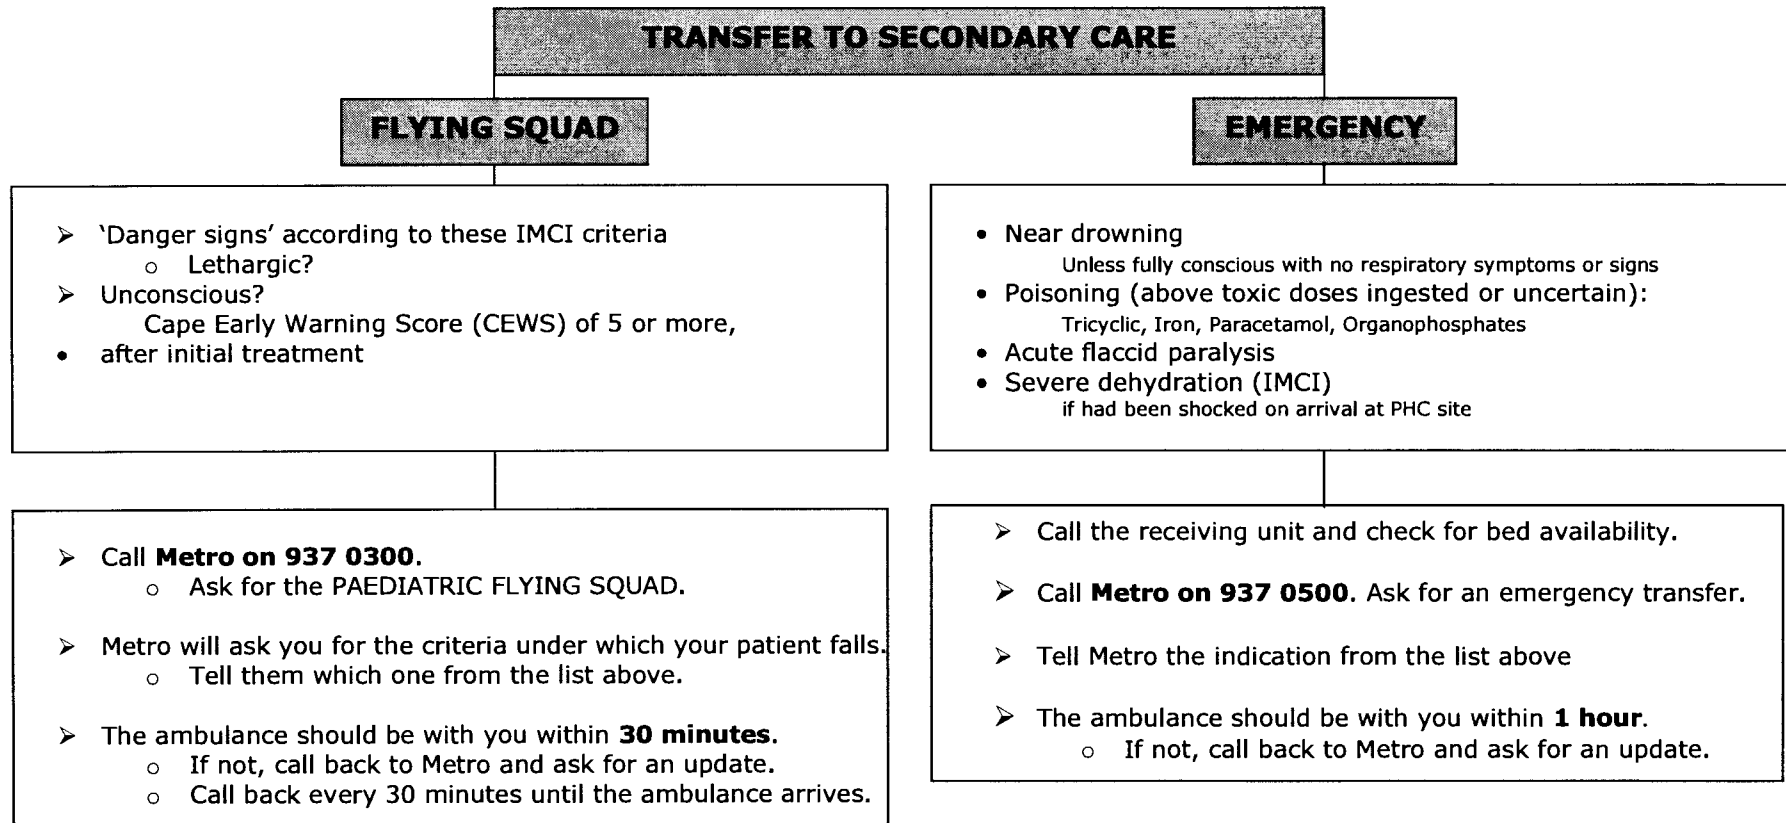 TRANSFER TO SECONDARY CARE
FLYING SQUAD
➢ ‘Danger signs’ according to these IMCI criteria
o Lethargic?
➢ Unconscious?
Cape Early Warning Score (CEWS) of 5 or more,
• after initial treatment
➢ Call Metro on 937 0300.
o Ask for the PAEDIATRIC FLYING SQUAD.
➢ Metro will ask you for the criteria under which your patient falls.
o Tell them which one from the list above.
➢ The ambulance should be with you within 30 minutes.
o If not, call back to Metro and ask for an update.
o Call back every 30 minutes until the ambulance arrives.
EMERGENCY
• Near drowning
Unless fully conscious with no respiratory symptoms or signs
• Poisoning (above toxic doses ingested or uncertain):
Tricyclic, Iron, Paracetamol, Organophosphates
• Acute flaccid paralysis
• Severe dehydration (IMCI)
if had been shocked on arrival at PHC site
➢ Call the receiving unit and check for bed availability.
➢ Call Metro on 937 0500. Ask for an emergency transfer.
➢ Tell Metro the indication from the list above
➢ The ambulance should be with you within 1 hour.
o If not, call back to Metro and ask for an update.